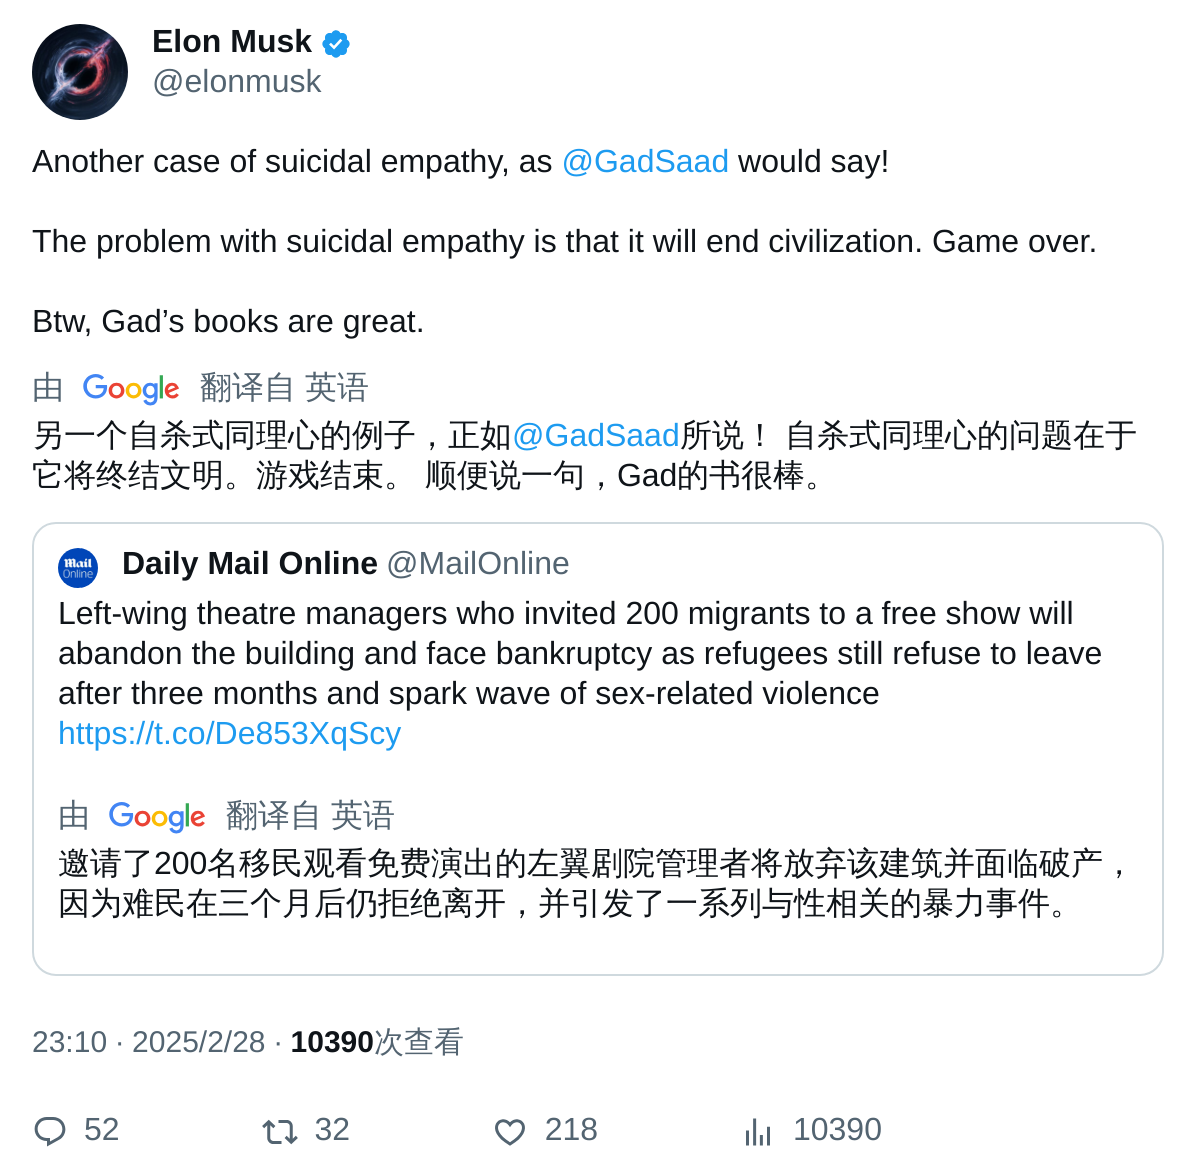 Elon Musk
@elonmusk
Another case of suicidal empathy, as @GadSaad would say!
The problem with suicidal empathy is that it will end civilization. Game over.
Btw, Gad’s books are great.
由 Google 翻译自 英语
另一个自杀式同理心的例子，正如@GadSaad所说！ 自杀式同理心的问题在于
它将终结文明。游戏结束。 顺便说一句，Gad的书很棒。
Mail
Online
Daily Mail Online @MailOnline
Left-wing theatre managers who invited 200 migrants to a free show will
abandon the building and face bankruptcy as refugees still refuse to leave
after three months and spark wave of sex-related violence
https://t.co/De853XqScy
由 Google 翻译自 英语
邀请了200名移民观看免费演出的左翼剧院管理者将放弃该建筑并面临破产，
因为难民在三个月后仍拒绝离开，并引发了一系列与性相关的暴力事件。
23:10 · 2025/2/28 · 10390次查看
52 32 218 10390